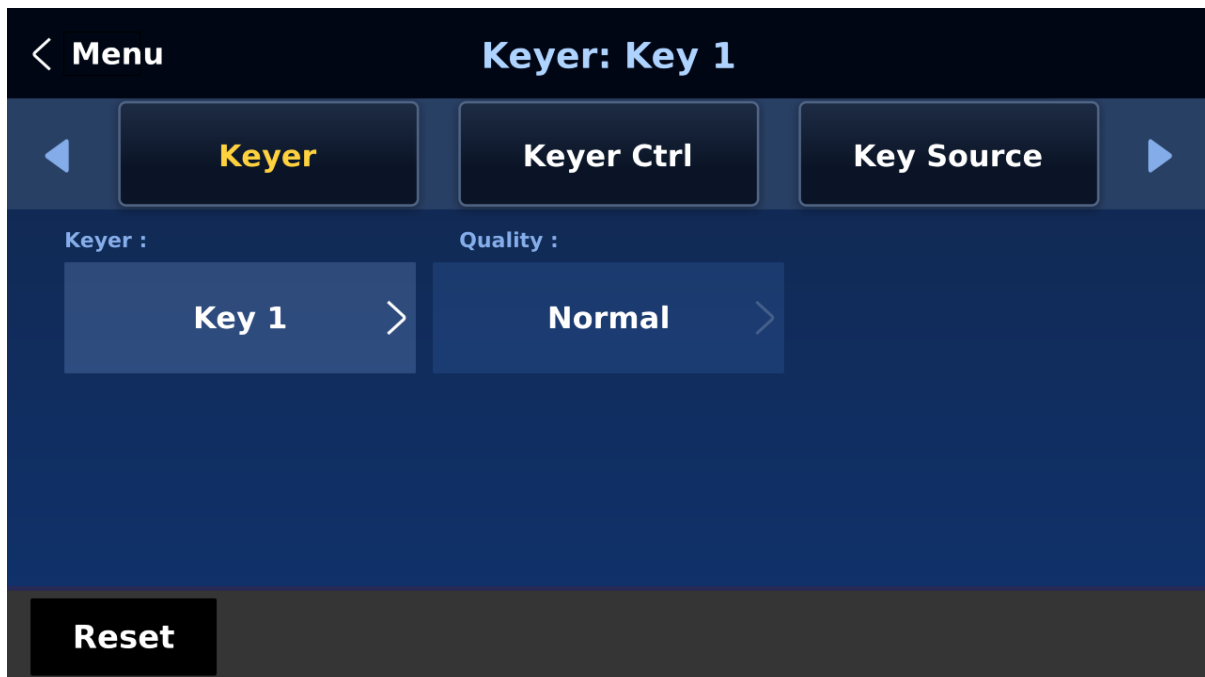 Menu
Keyer: Key 1
Keyer
Keyer Ctrl
Key Source
Keyer :
Quality :
Key 1
Normal
Reset